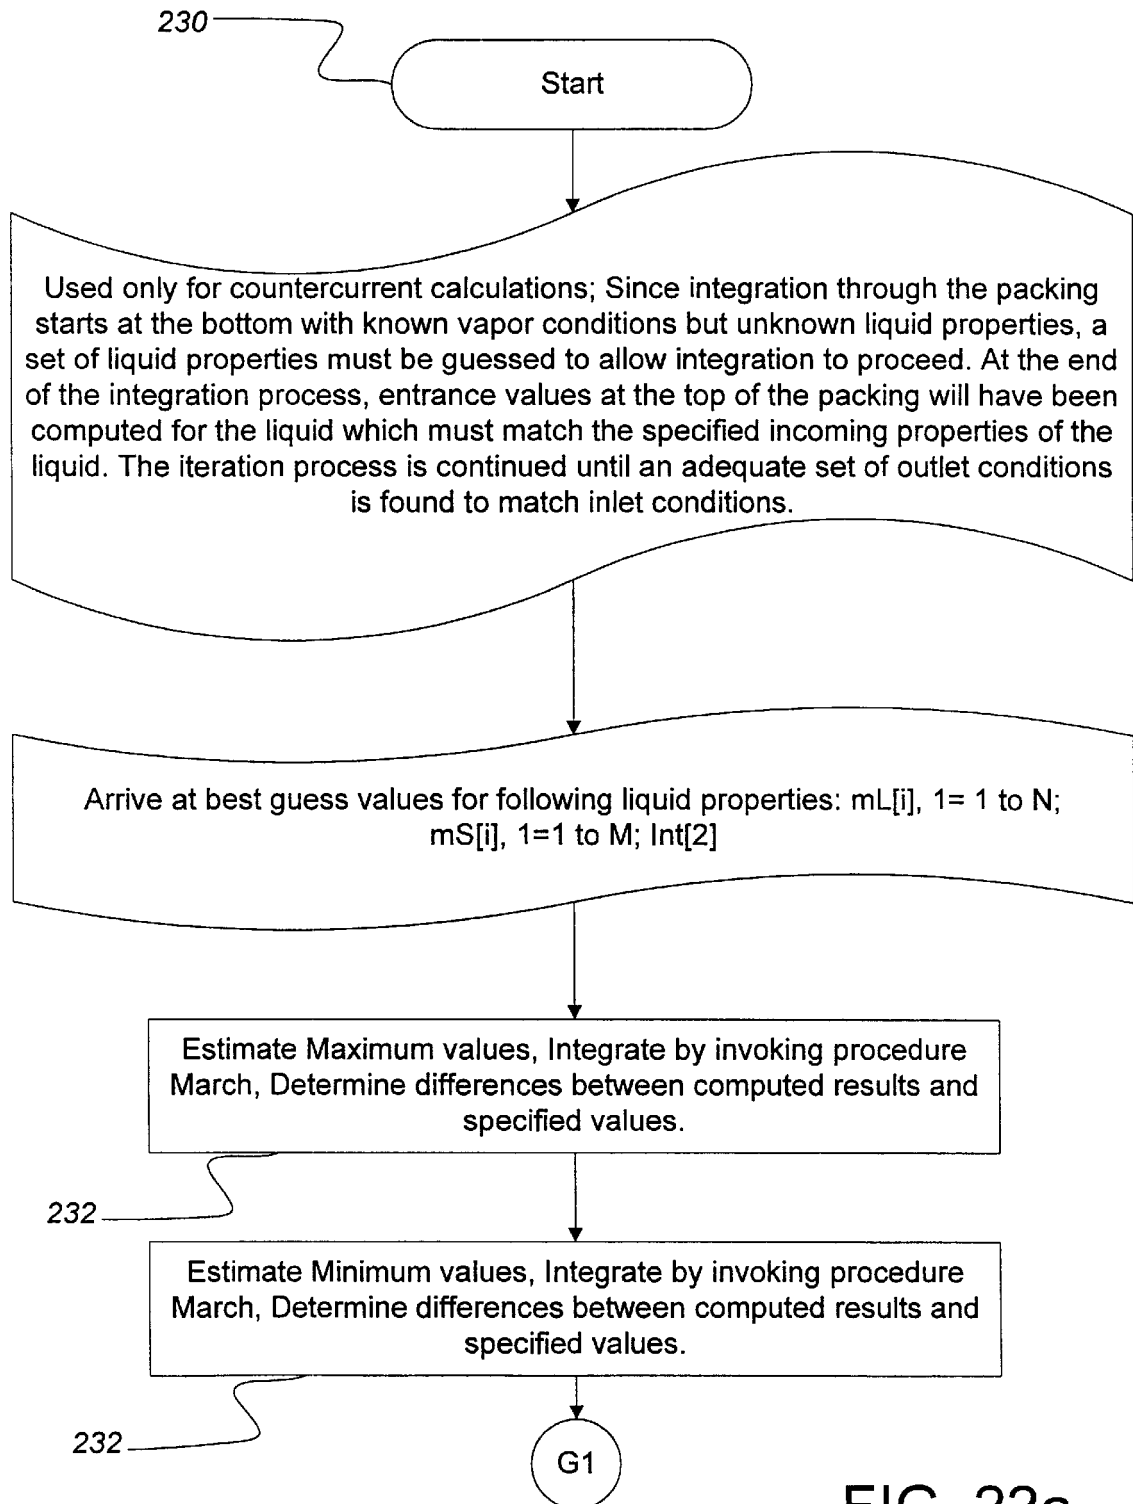 230
Start
Used only for countercurrent calculations; Since integration through the packing
starts at the bottom with known vapor conditions but unknown liquid properties, a
set of liquid properties must be guessed to allow integration to proceed. At the end
of the integration process, entrance values at the top of the packing will have been
computed for the liquid which must match the specified incoming properties of the
liquid. The iteration process is continued until an adequate set of outlet conditions
is found to match inlet conditions.
Arrive at best guess values for following liquid properties: mL[i], 1= 1 to N;
mS[i], 1=1 to M; Int[2]
Estimate Maximum values, Integrate by invoking procedure
March, Determine differences between computed results and
specified values.
232
Estimate Minimum values, Integrate by invoking procedure
March, Determine differences between computed results and
specified values.
232
G1